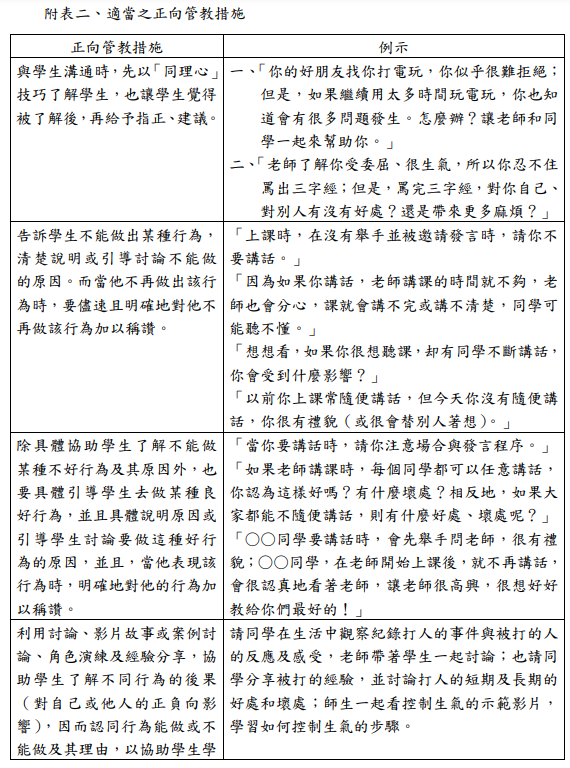 附表二、適當之正向管教措施
正向管教措施
例示
與學生溝通時，先以「同理心」
技巧了解學生，也讓學生覺得
被了解後，再給予指正、建議。
一、「你的好朋友找你打電玩，你似乎很難拒絕；
但是，如果繼續用太多時間玩電玩，你也知
道會有很多問題發生。怎麼辦？讓老師和同
學一起來幫助你。」
二、「老師了解你受委屈、很生氣，所以你忍不住
罵出三字經；但是，罵完三字經，對你自己、
對別人有沒有好處？還是帶來更多麻煩？」
告訴學生不能做出某種行為，
清楚說明或引導討論不能做
的原因。而當他不再做出該行
為時，要儘速且明確地對他不
再做該行為加以稱讚。
「上課時，在沒有舉手並被邀請發言時，請你不
要講話。」
「因為如果你講話，老師講課的時間就不夠，老
師也會分心，課就會講不完或講不清楚，同學可
能聽不懂。」
「想想看，如果你很想聽課，却有同學不斷講話，
你會受到什麼影響？」
「以前你上課常隨便講話，但今天你沒有隨便講
話，你很有禮貌（或很會替別人著想）。」
除具體協助學生了解不能做
某種不好行為及其原因外，也
要具體引導學生去做某種良
好行為，並且具體說明原因或
引導學生討論要做這種好行
為的原因，並且，當他表現該
行為時，明確地對他的行為加
以稱讚。
「當你要講話時，請你注意場合與發言程序。」
「如果老師講課時，每個同學都可以任意講話，
你認為這樣好嗎？有什麼壞處？相反地，如果大
家都能不隨便講話，則有什麼好處、壞處呢？」
「○○同學要講話時，會先舉手問老師，很有禮
貌；○○同學，在老師開始上課後，就不再講話，
會很認真地看著老師，讓老師很高興，很想好好
教給你們最好的！」
利用討論、影片故事或案例討
論、角色演練及經驗分享，協
助學生了解不同行為的後果
（對自己或他人的正負向影
響），因而認同行為能做或不
能做及其理由，以協助學生學
請同學在生活中觀察紀錄打人的事件與被打的人
的反應及感受，老師帶著學生一起討論；也請同
學分享被打的經驗，並討論打人的短期及長期的
好處和壞處；師生一起看控制生氣的示範影片，
學習如何控制生氣的步驟。